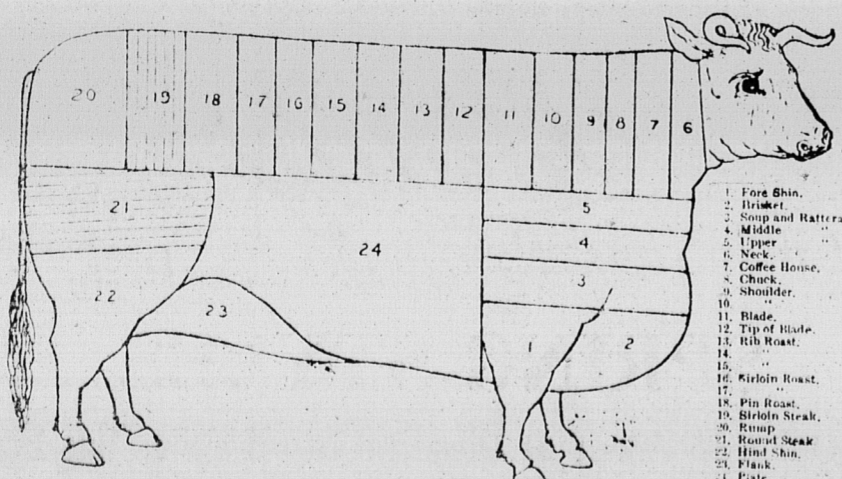 20 19 18 17 16 15 14 13 12 11 10 9 8 7 6
21
5
4
24
3
22
23
1
2
1. Fore Shin.
2. Brisket.
3. Soup and Rattera
4. Middle "
5. Upper "
6. Neck. "
7. Coffee House.
8. Chuck.
9. Shoulder.
10. "
11. Blade.
12. Tip of Blade.
13. Rib Roast.
14. "
15. "
16. Sirloin Roast.
17. "
18. Pin Roast.
19. Sirloin Steak.
20. Rump
21. Round Steak
22. Hind Shin.
23. Flank.
24. Plate